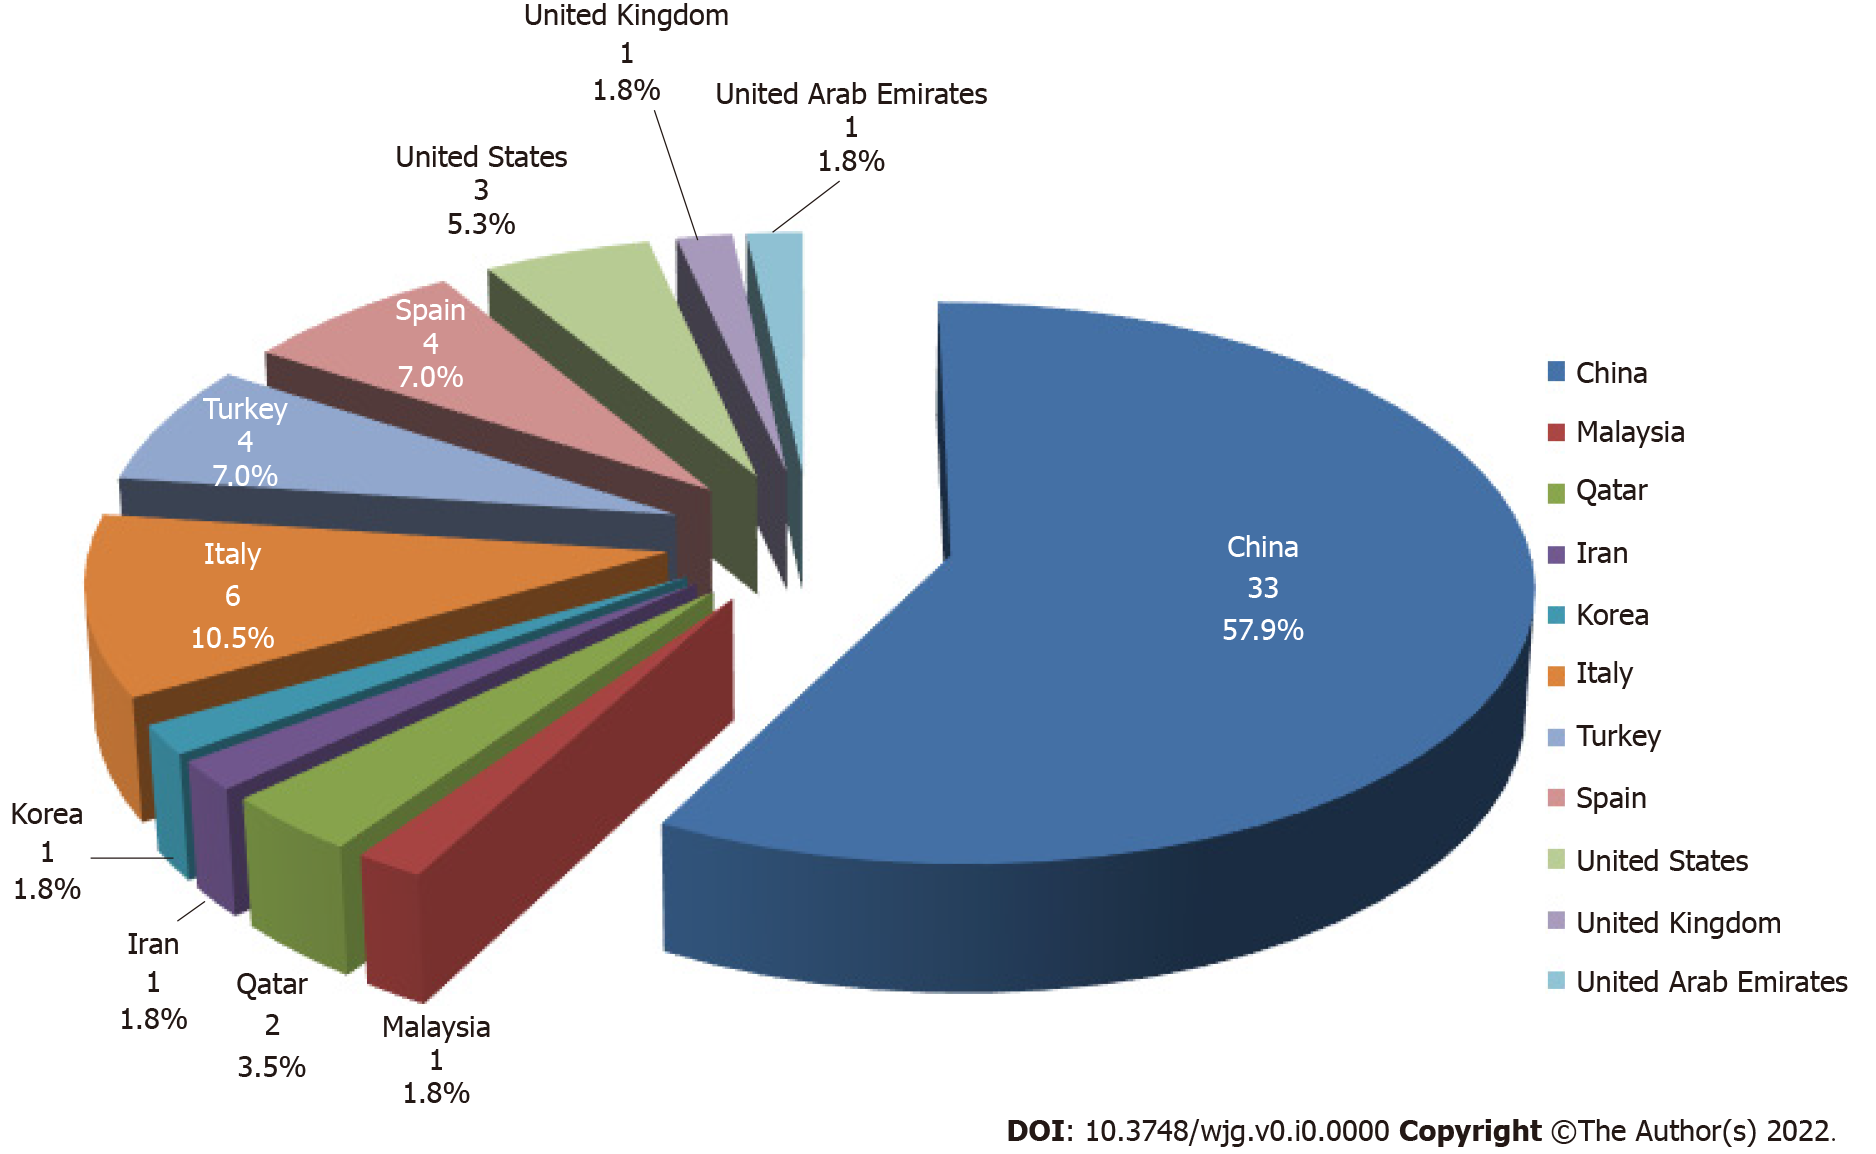 United Kingdom
1
1.8%
United Arab Emirates
1
1.8%
United States
3
5.3%
Spain
4
7.0%
Turkey
4
7.0%
Italy
6
10.5%
China
33
57.9%
Korea
1
1.8%
Iran
1
1.8%
Qatar
2
3.5%
Malaysia
1
1.8%
China
Malaysia
Qatar
Iran
Korea
Italy
Turkey
Spain
United States
United Kingdom
United Arab Emirates
DOI: 10.3748/wjg.v0.i0.0000 Copyright ©The Author(s) 2022.